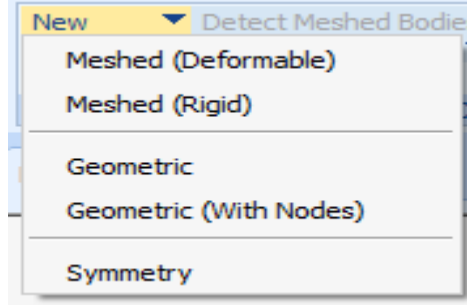 New Detect Meshed Bodie
Meshed (Deformable)
Meshed (Rigid)
Geometric
Geometric (With Nodes)
Symmetry